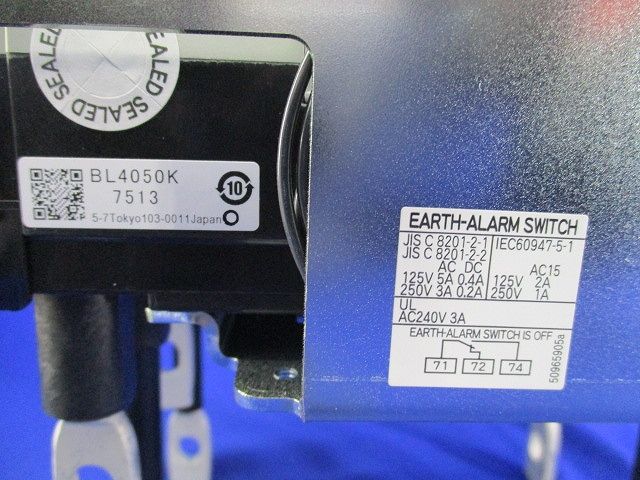 SEALED SEALED SEALED SEALED
BL4050K
7513
10
5-7Tokyo103-0011Japan
EARTH-ALARM SWITCH
JIS C 8201-2-1 IEC60947-5-1
JIS C 8201-2-2
AC DC AC15
125V 5A 0.4A 125V 2A
250V 3A 0.2A 250V 1A
UL
AC240V 3A
EARTH-ALARM SWITCH IS OFF
71 72 74
50965905a